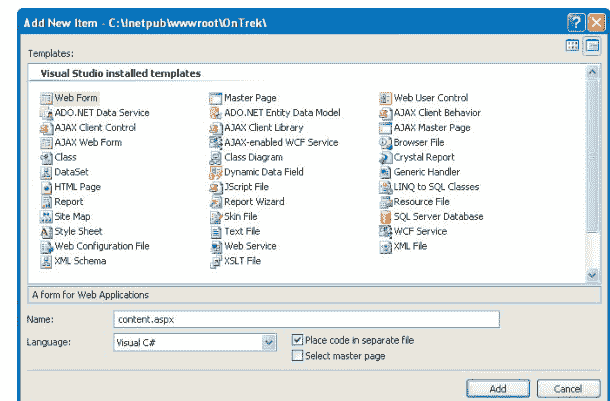 Add New Item - C:\Inetpub\wwwroot\OnTrek\
Templates:
Visual Studio installed templates
Web Form Master Page Web User Control
ADO.NET Data Service ADO.NET Entity Data Model AJAX Client Behavior
AJAX Client Control AJAX Client Library AJAX Master Page
AJAX Web Form AJAX-enabled WCF Service Browser File
Class Class Diagram Crystal Report
DataSet Dynamic Data Field Generic Handler
HTML Page JScript File LINQ to SQL Classes
Report Report Wizard Resource File
Site Map Skin File SQL Server Database
Style Sheet Text File WCF Service
Web Configuration File Web Service XML File
XML Schema XSLT File
A form for Web Applications
Name: content.aspx
Language: Visual C# Place code in separate file
Select master page
Add Cancel